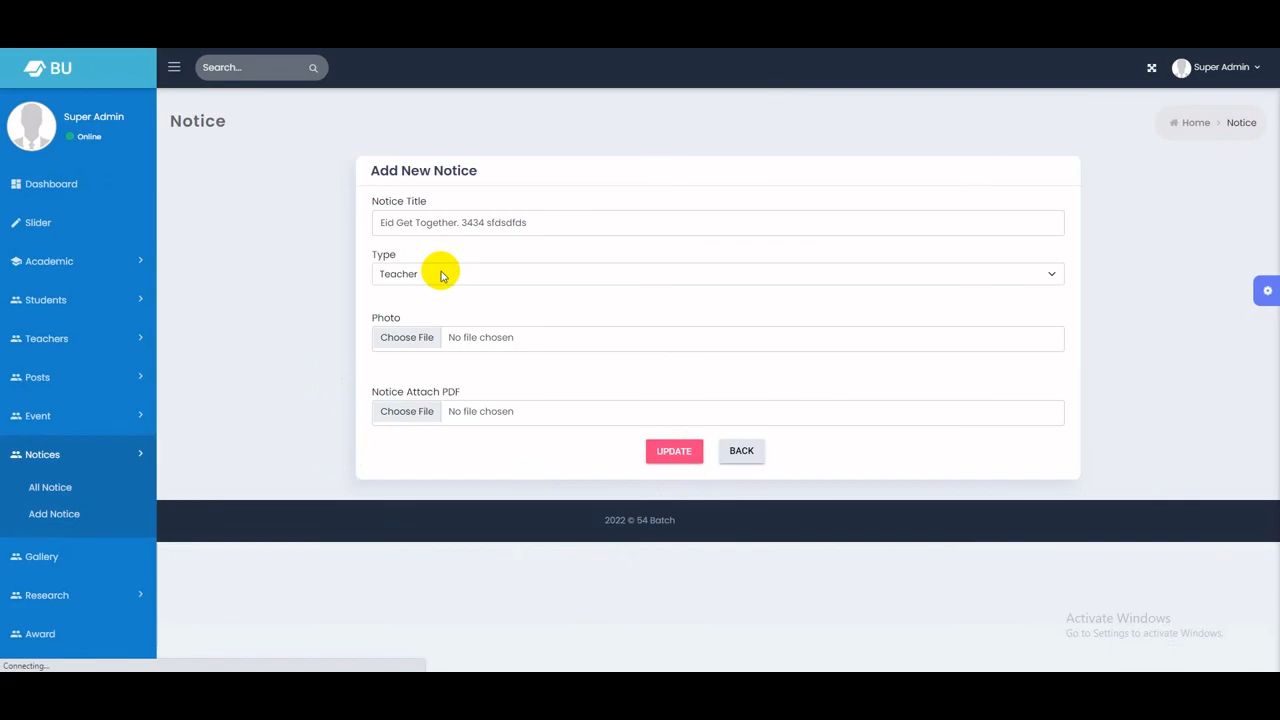 BU
Search...
Super Admin
Super Admin
Online
Notice
Home > Notice
Dashboard
Slider
Academic
Students
Teachers
Posts
Event
Notices
All Notice
Add Notice
Gallery
Research
Award
Add New Notice
Notice Title
Eid Get Together. 3434 sfdsdfds
Type
Teacher
Photo
Choose File No file chosen
Notice Attach PDF
Choose File No file chosen
UPDATE BACK
2022 © 54 Batch
Activate Windows
Go to Settings to activate Windows.
Connecting...